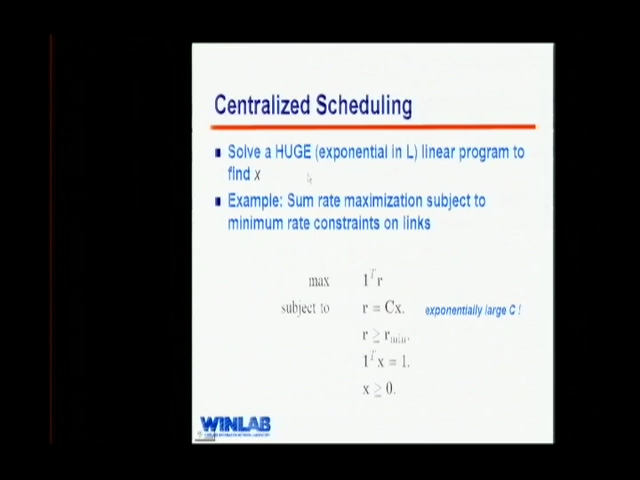 Centralized Scheduling
Solve a HUGE (exponential in L) linear program to
find x
Example: Sum rate maximization subject to
minimum rate constraints on links
max 1ᵀr
subject to r = Cx. exponentially large C !
r ≥ rmin.
1ᵀx = 1.
x ≥ 0.
WINLAB